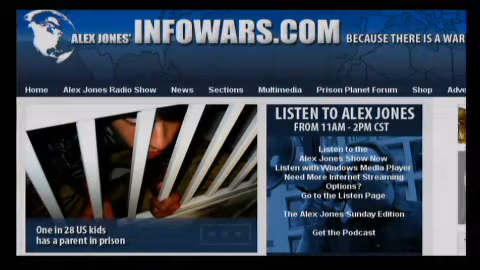 ALEX JONES' INFOWARS.COM BECAUSE THERE IS A WAR
Home Alex Jones Radio Show News Sections Multimedia Prison Planet Forum Shop Adve
LISTEN TO ALEX JONES
FROM 11AM - 2PM CST
Listen to the
Alex Jones Show Now
Listen with Windows Media Player
Need More Internet Streaming
Options?
Go to the Listen Page
The Alex Jones Sunday Edition
Get the Podcast
One in 28 US kids
has a parent in prison